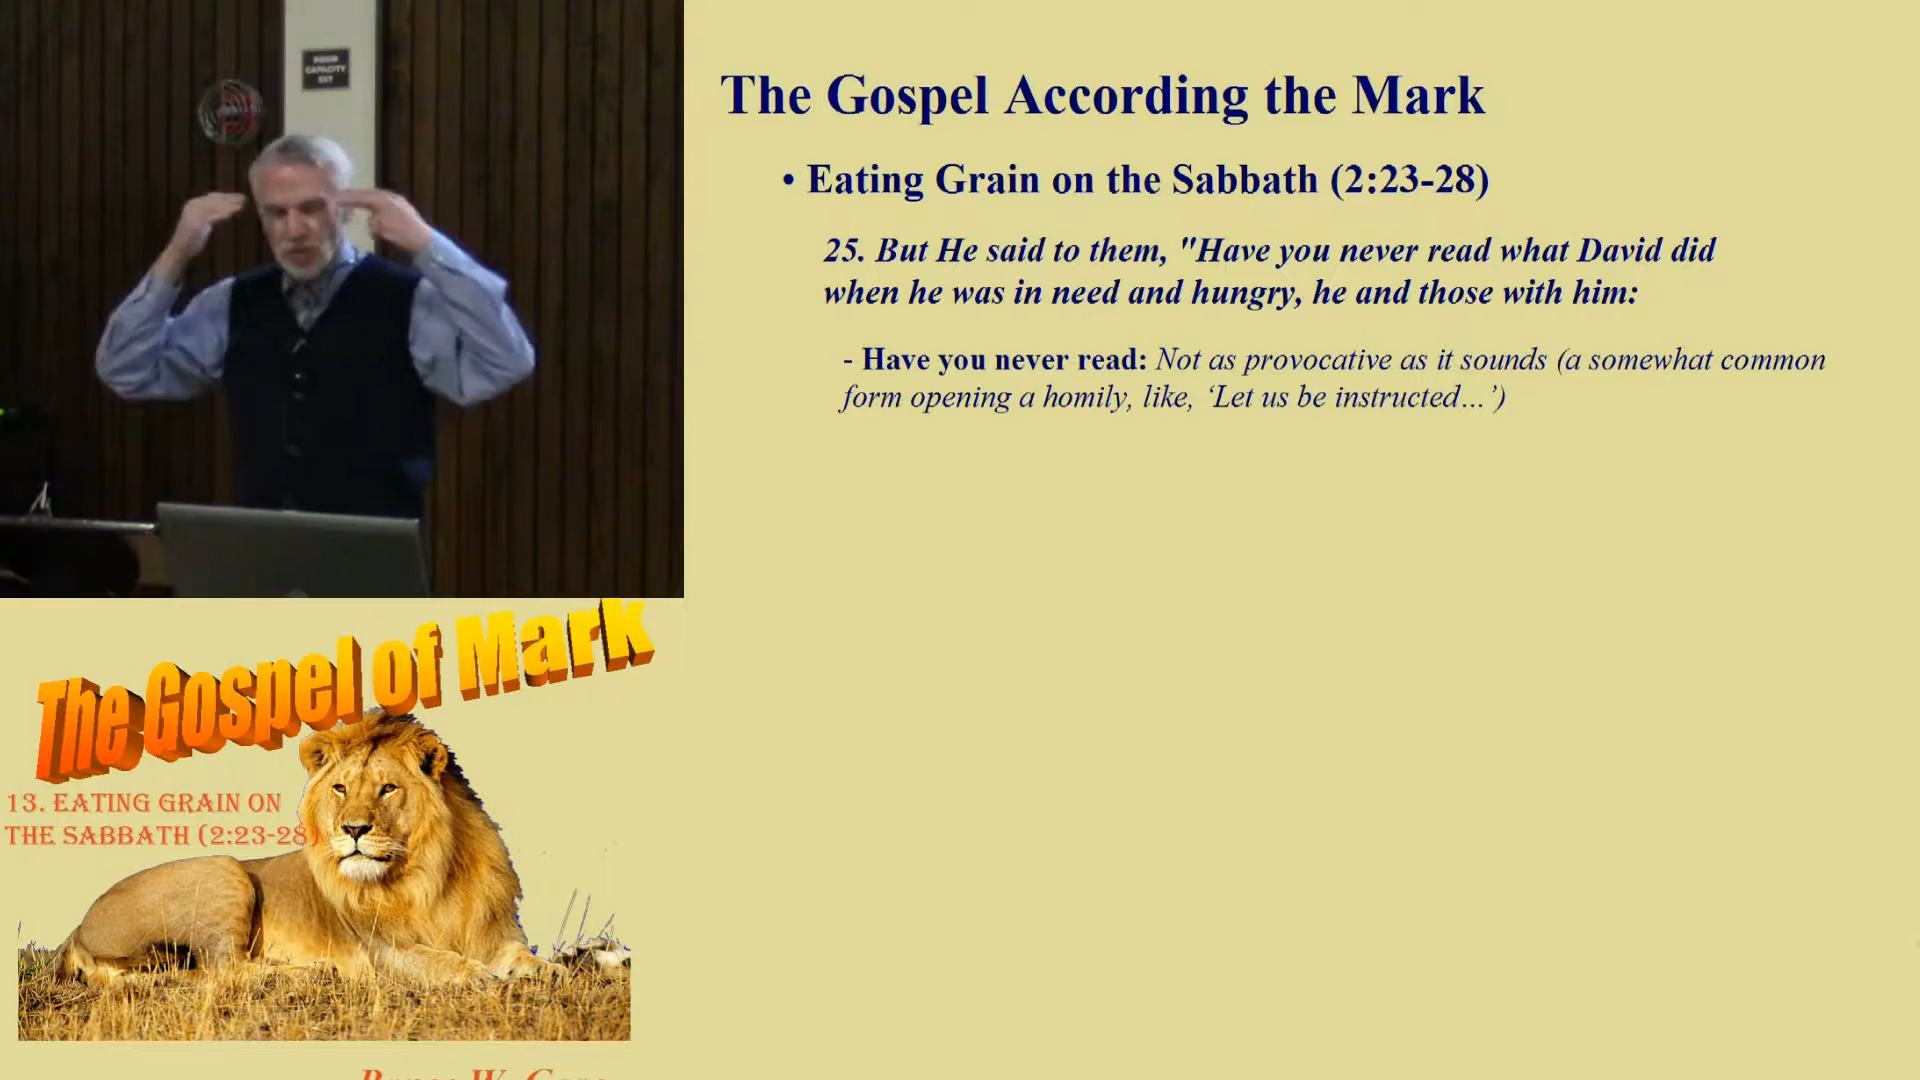 ROOM
CAPACITY
The Gospel According the Mark
• Eating Grain on the Sabbath (2:23-28)
25. But He said to them, "Have you never read what David did
when he was in need and hungry, he and those with him:
- Have you never read: Not as provocative as it sounds (a somewhat common
form opening a homily, like, ‘Let us be instructed…’)
The Gospel of Mark
13. EATING GRAIN ON
THE SABBATH (2:23-28)